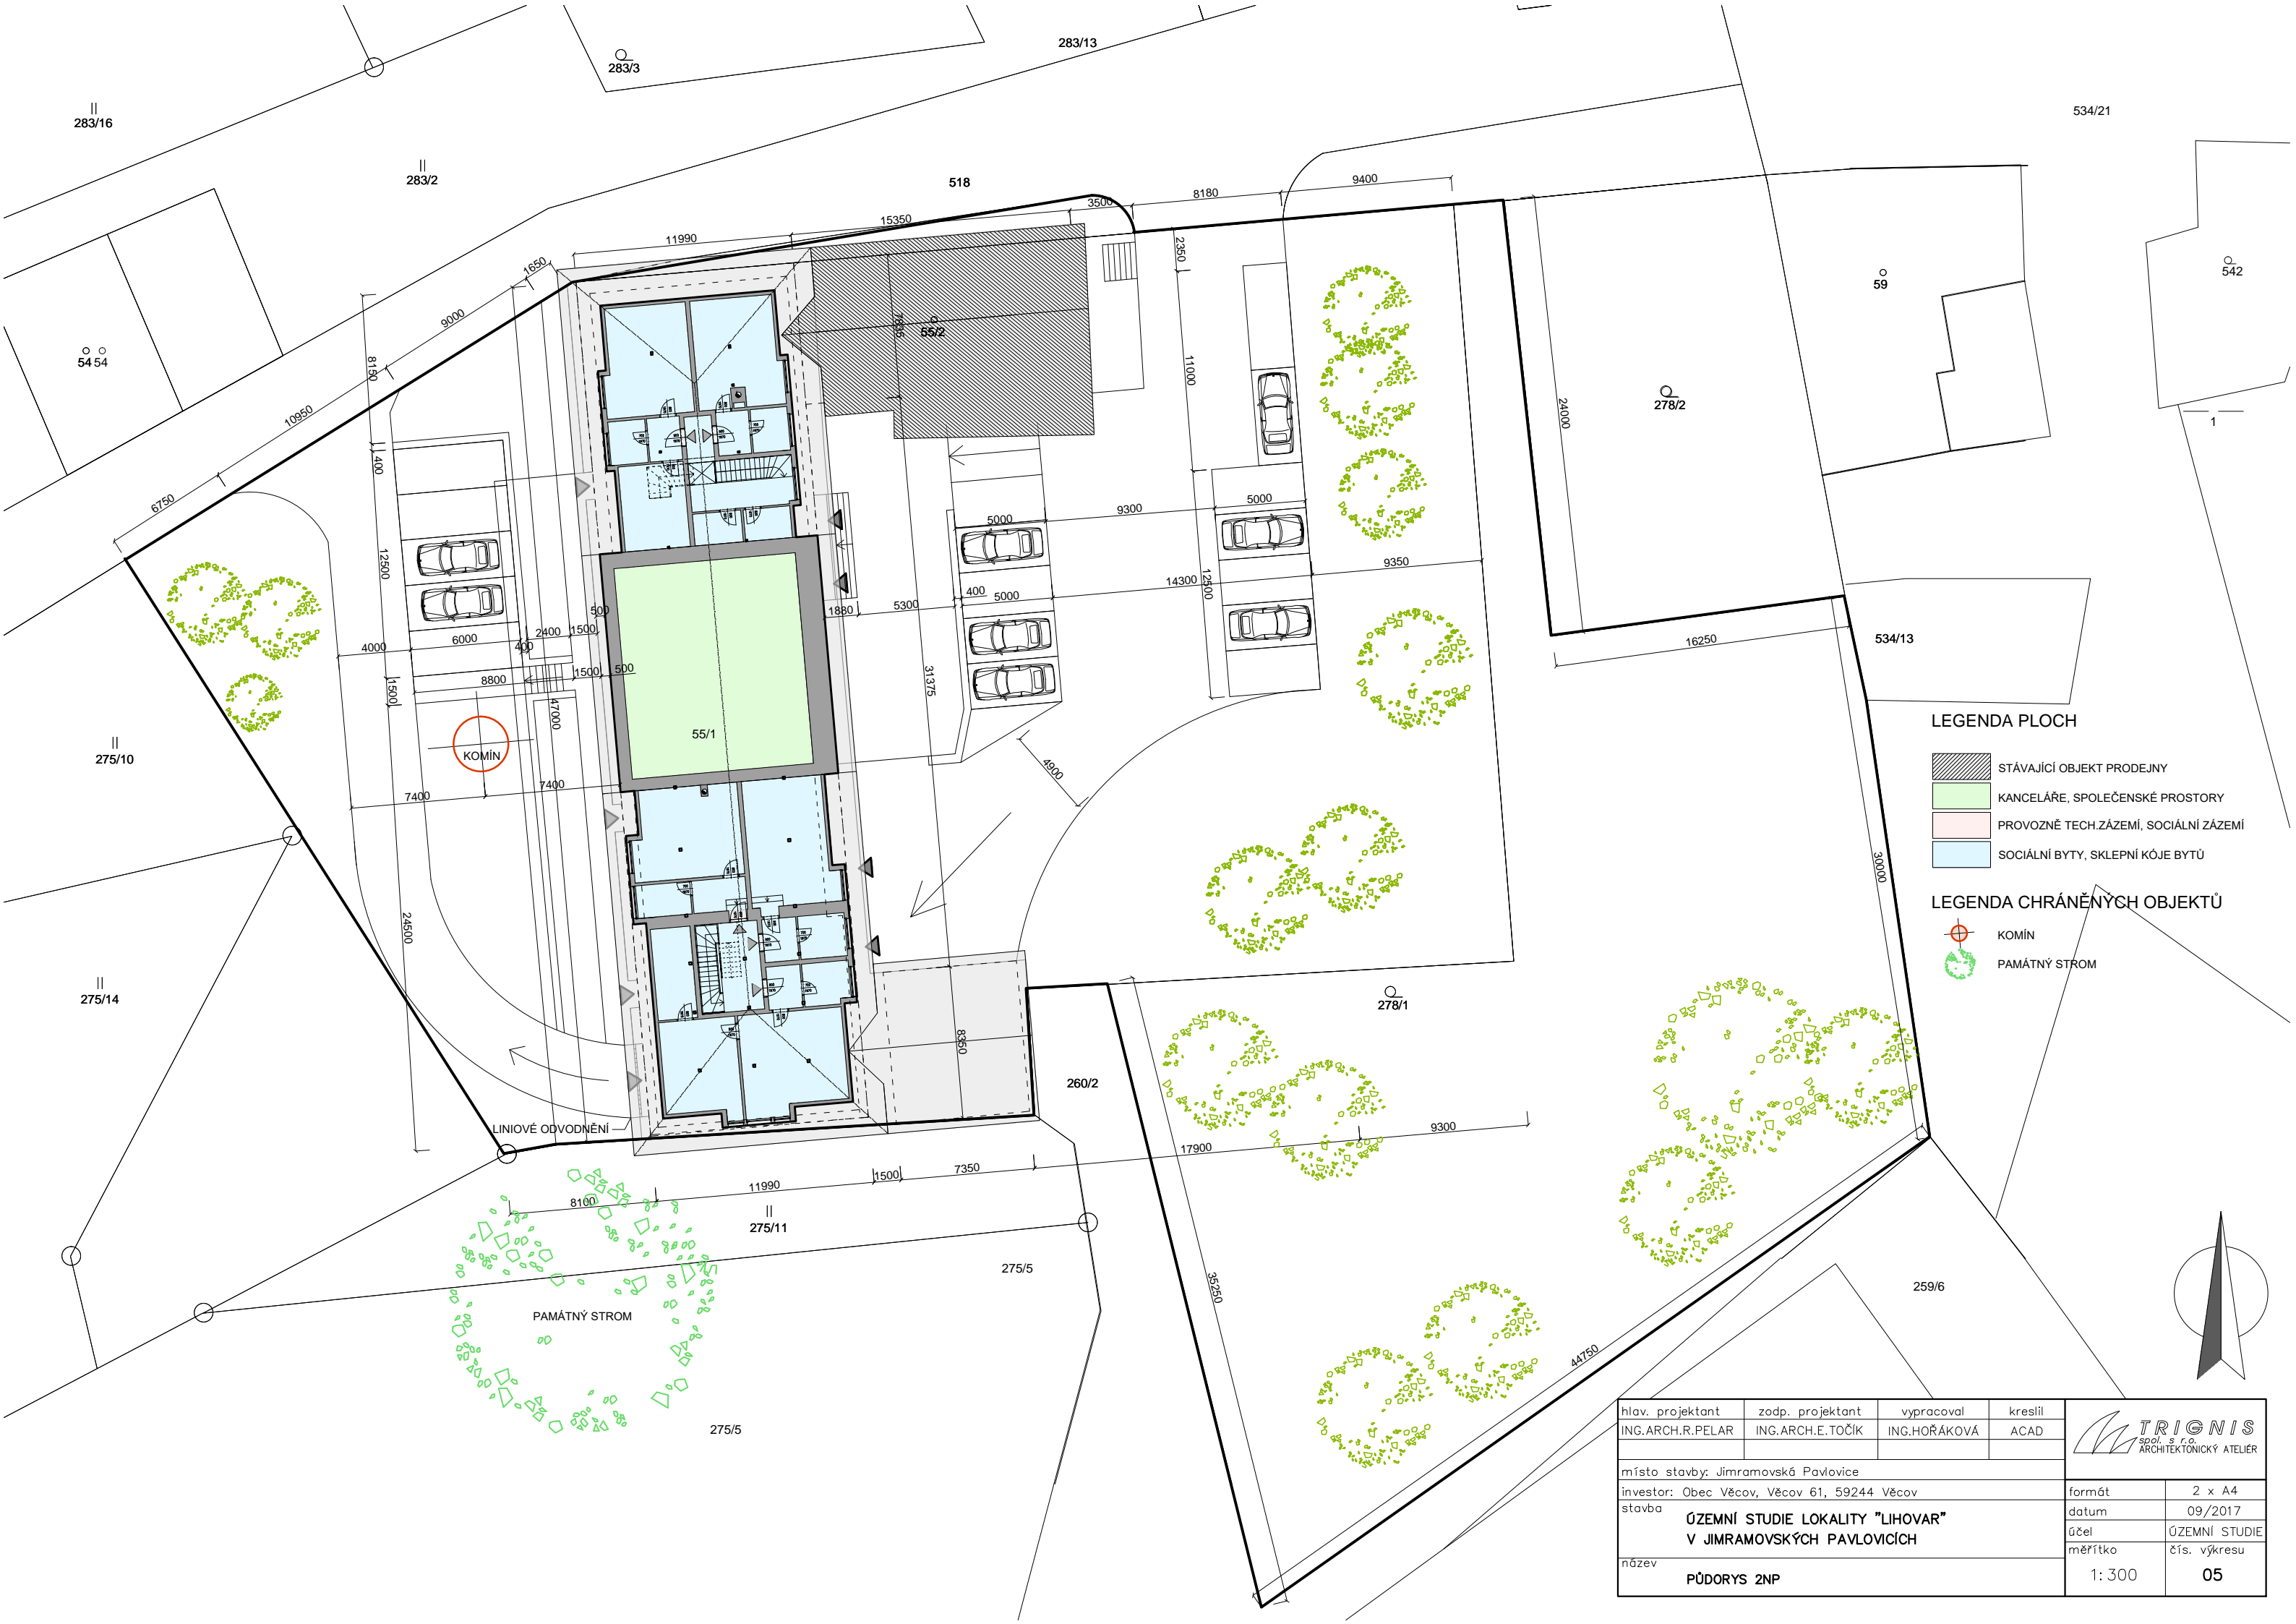 283/3
283/13
283/16
283/2
518
534/21
542
59
278/2
1
54 54
55/2
11990
15350
3500
8180
9400
1650
9000
10950
6750
8150
400
12500
1500
24500
7835
2350
11000
24000
5000
9300
5000
14300
12500
9350
400
5000
5300
1880
500
1500
2400
400
6000
4000
8800
1500
500
47000
31375
55/1
KOMÍN
7400
7400
4900
16250
534/13
30000
275/10
275/14
278/1
260/2
8350
LINIOVÉ ODVODNĚNÍ
8100
11990
1500
7350
17900
9300
275/11
275/5
35250
44750
259/6
PAMÁTNÝ STROM
275/5
LEGENDA PLOCH
STÁVAJÍCÍ OBJEKT PRODEJNY
KANCELÁŘE, SPOLEČENSKÉ PROSTORY
PROVOZNĚ TECH.ZÁZEMÍ, SOCIÁLNÍ ZÁZEMÍ
SOCIÁLNÍ BYTY, SKLEPNÍ KÓJE BYTŮ
LEGENDA CHRÁNĚNÝCH OBJEKTŮ
KOMÍN
PAMÁTNÝ STROM
hlav. projektant zodp. projektant vypracoval kreslil
ING.ARCH.R.PELAR ING.ARCH.E.TOČÍK ING.HOŘÁKOVÁ ACAD
TRIGNIS
spol. s r.o.
ARCHITEKTONICKÝ ATELIÉR
místo stavby: Jimramovská Pavlovice
investor: Obec Věcov, Věcov 61, 59244 Věcov
stavba
ÚZEMNÍ STUDIE LOKALITY "LIHOVAR"
V JIMRAMOVSKÝCH PAVLOVICÍCH
název
PŮDORYS 2NP
formát 2 x A4
datum 09/2017
účel ÚZEMNÍ STUDIE
měřítko čís. výkresu
1:300 05